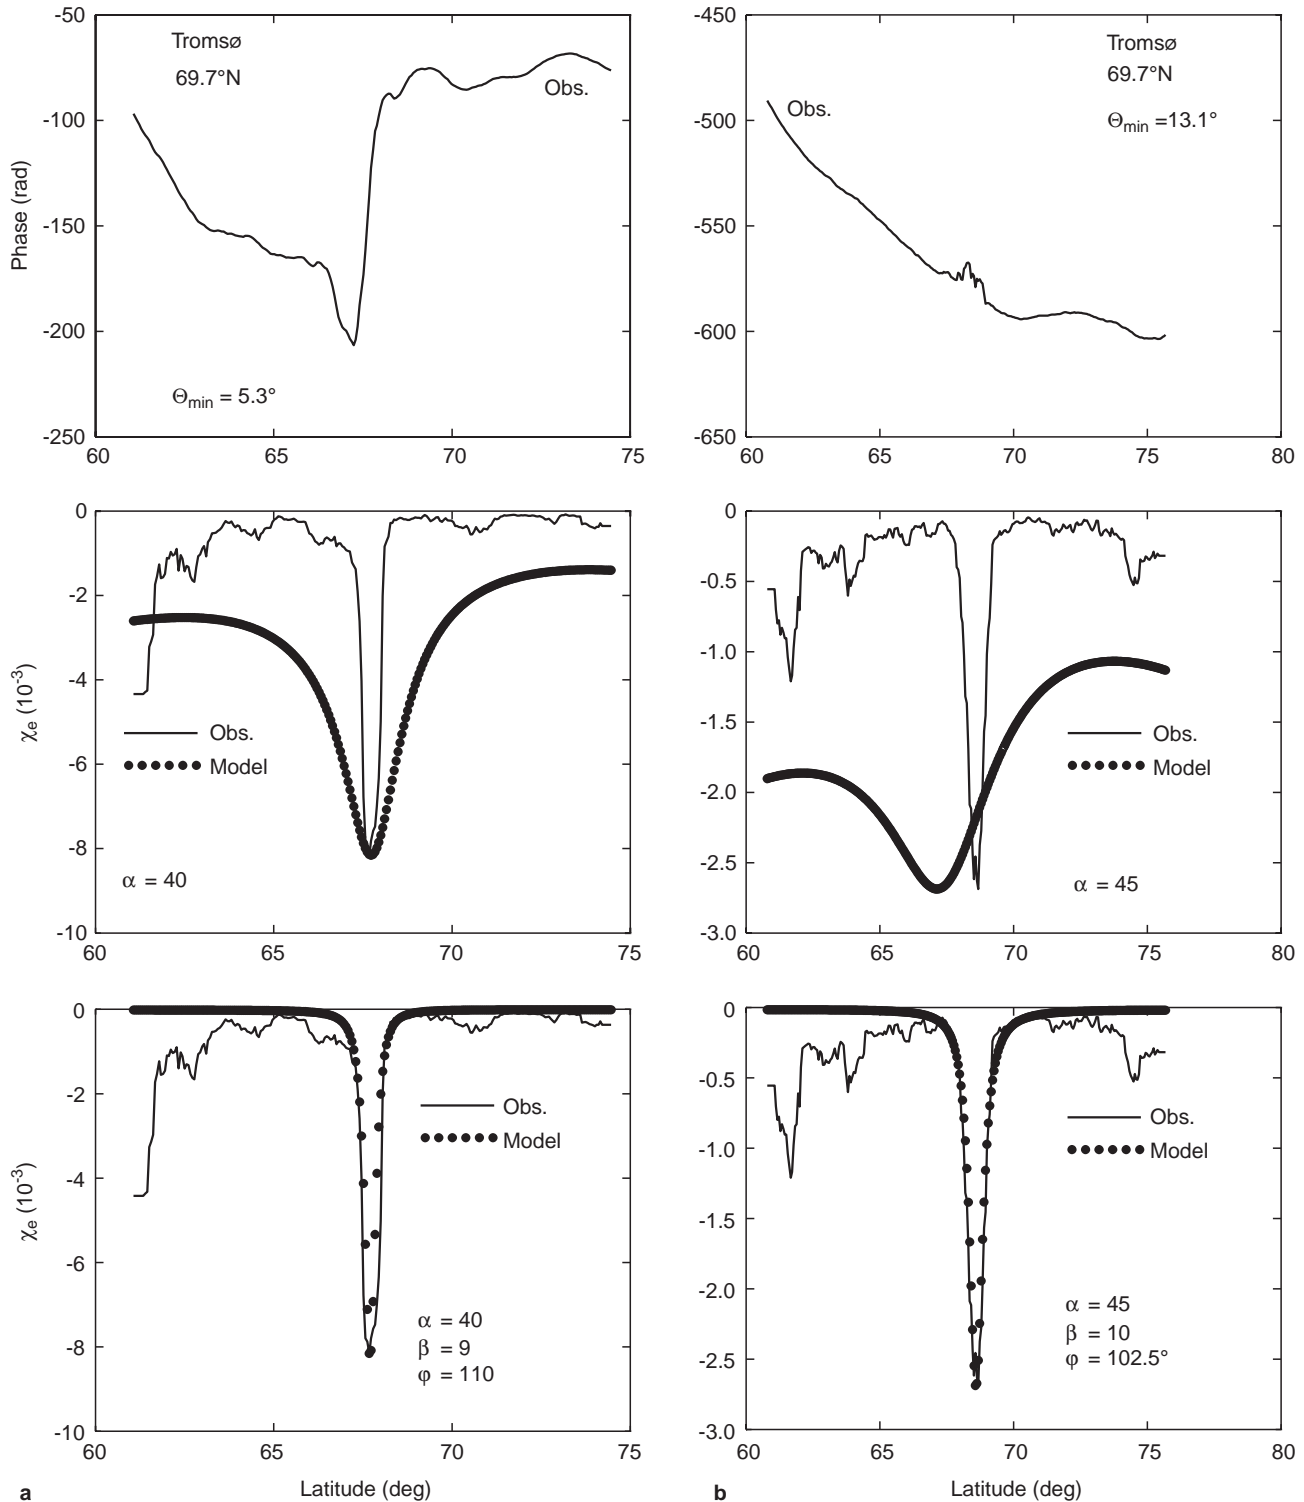 -50
-100
-150
-200
-250
Phase (rad)
Tromsø
69.7°N
Obs.
Θmin = 5.3°
60 65 70 75
-450
-500
-550
-600
-650
Obs.
Tromsø
69.7°N
Θmin =13.1°
60 65 70 75 80
0
-2
-4
-6
-8
-10
χe (10-3)
Obs.
Model
α = 40
60 65 70 75
0
-0.5
-1.0
-1.5
-2.0
-2.5
-3.0
Obs.
Model
α = 45
60 65 70 75 80
0
-2
-4
-6
-8
-10
χe (10-3)
Obs.
Model
α = 40
β = 9
φ = 110
60 65 70 75
a
Latitude (deg)
0
-0.5
-1.0
-1.5
-2.0
-2.5
-3.0
Obs.
Model
α = 45
β = 10
φ = 102.5°
60 65 70 75 80
b
Latitude (deg)